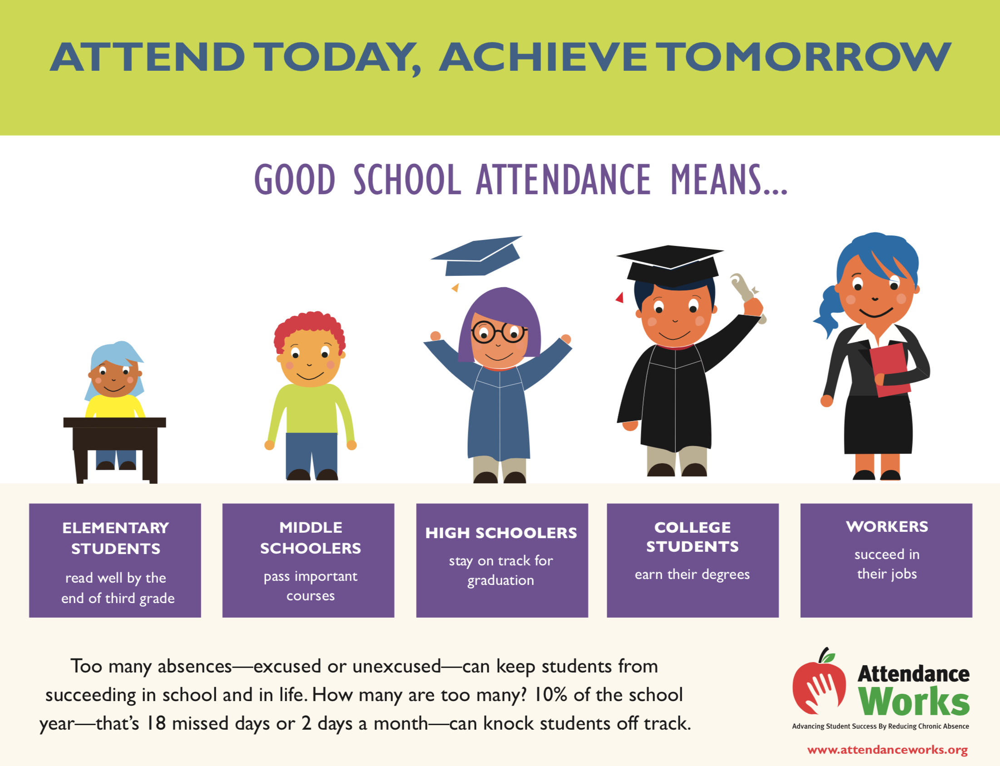 ATTEND TODAY, ACHIEVE TOMORROW
GOOD SCHOOL ATTENDANCE MEANS...
ELEMENTARY
STUDENTS
read well by the
end of third grade
MIDDLE
SCHOOLERS
pass important
courses
HIGH SCHOOLERS
stay on track for
graduation
COLLEGE
STUDENTS
earn their degrees
WORKERS
succeed in
their jobs
Too many absences—excused or unexcused—can keep students from
succeeding in school and in life. How many are too many? 10% of the school
year—that’s 18 missed days or 2 days a month—can knock students off track.
Attendance
Works
Advancing Student Success By Reducing Chronic Absence
www.attendanceworks.org